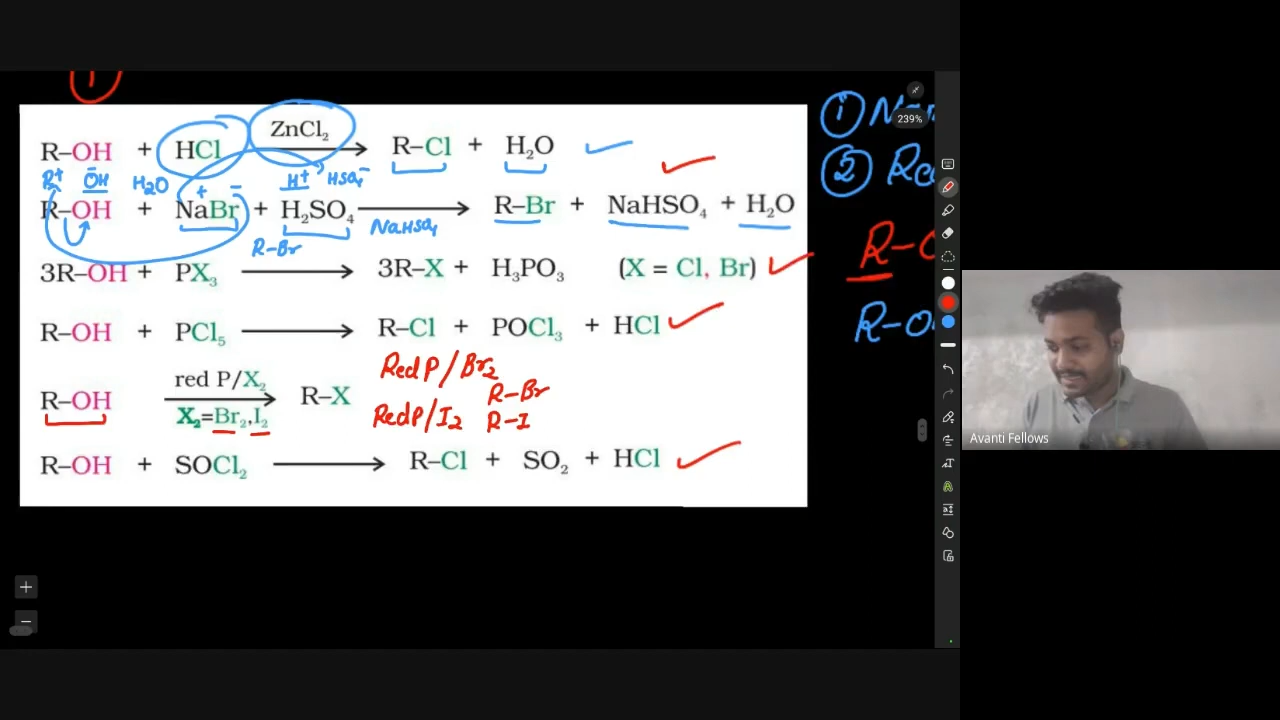 R–OH + HCl ZnCl₂ → R–Cl + H₂O
R⁺ ŌH H₂O + − H⁺ HSO₄⁻
R–OH + NaBr + H₂SO₄ → R–Br + NaHSO₄ + H₂O
R–Br NaHSO₄
3R–OH + PX₃ → 3R–X + H₃PO₃ (X = Cl, Br)
R–OH + PCl₅ → R–Cl + POCl₃ + HCl
Red P/Br₂
R–Br
R–OH red P/X₂ → R–X
X₂=Br₂,I₂
Red P/I₂ R–I
R–OH + SOCl₂ → R–Cl + SO₂ + HCl
①
②
R–
R–O
239%
Avanti Fellows